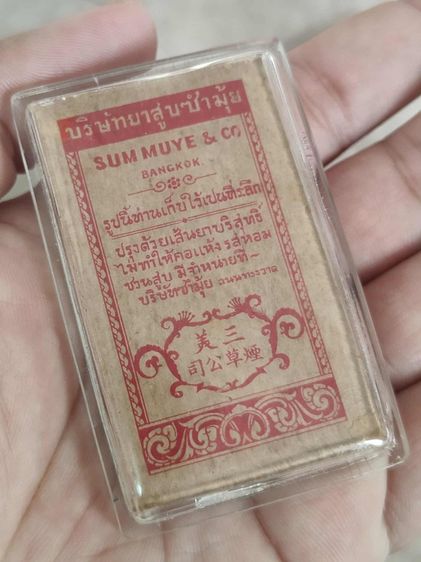 บริษัทยาสูบซำมุ้ย
SUM MUYE & CO
BANGKOK.
รูปนี้ท่านเก็บไว้เปนที่ระลึก
ปรุงด้วยเส้นยาบริสุทธิ์
ไม่ทำให้คอแห้ง รสหอม
ชวนสูบ มีจำหน่ายที่~
บริษัทซำมุ้ย ถนนทรงวาด
美三
司公草煙